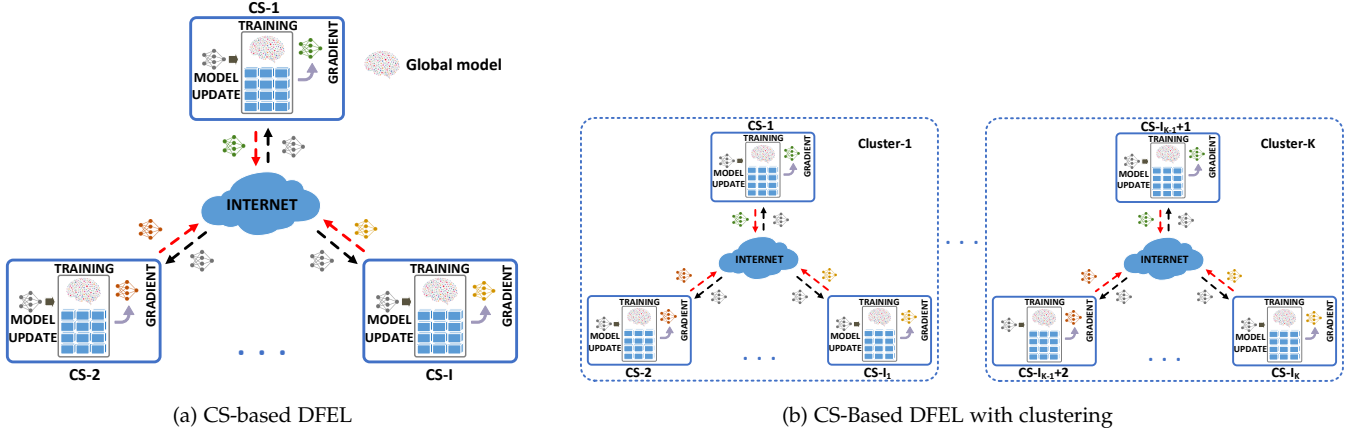 CS-1
TRAINING
MODEL
UPDATE
GRADIENT
Global model
INTERNET
TRAINING
MODEL
UPDATE
GRADIENT
CS-2
. . .
TRAINING
MODEL
UPDATE
GRADIENT
CS-I
(a) CS-based DFEL
Cluster-1
CS-1
TRAINING
MODEL
UPDATE
GRADIENT
INTERNET
TRAINING
MODEL
UPDATE
GRADIENT
CS-2
. . .
TRAINING
MODEL
UPDATE
GRADIENT
CS-I₁
. . .
Cluster-K
CS-Iₖ₋₁+1
TRAINING
MODEL
UPDATE
GRADIENT
INTERNET
TRAINING
GRADIENT
CS-Iₖ₋₁+2
. . .
TRAINING
MODEL
UPDATE
GRADIENT
CS-Iₖ
(b) CS-Based DFEL with clustering